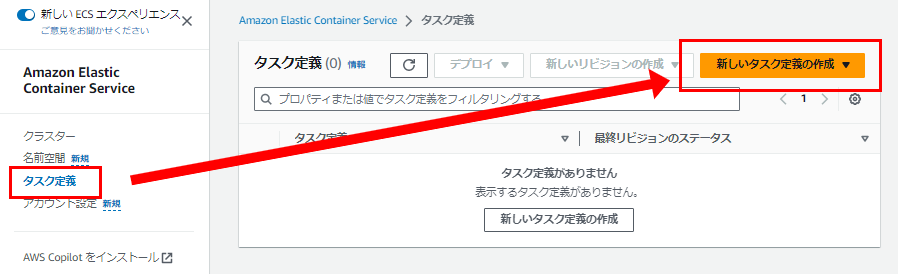 新しい ECS エクスペリエンス
ご意見をお聞かせください
Amazon Elastic
Container Service
クラスター
名前空間 新規
タスク定義
アカウント設定 新規
AWS Copilot をインストール
Amazon Elastic Container Service > タスク定義
タスク定義 (0) 情報
デプロイ
新しいリビジョンの作成
新しいタスク定義の作成
プロパティまたは値でタスク定義をフィルタリングする
1
タスク定義
最終リビジョンのステータス
タスク定義がありません
表示するタスク定義がありません。
新しいタスク定義の作成